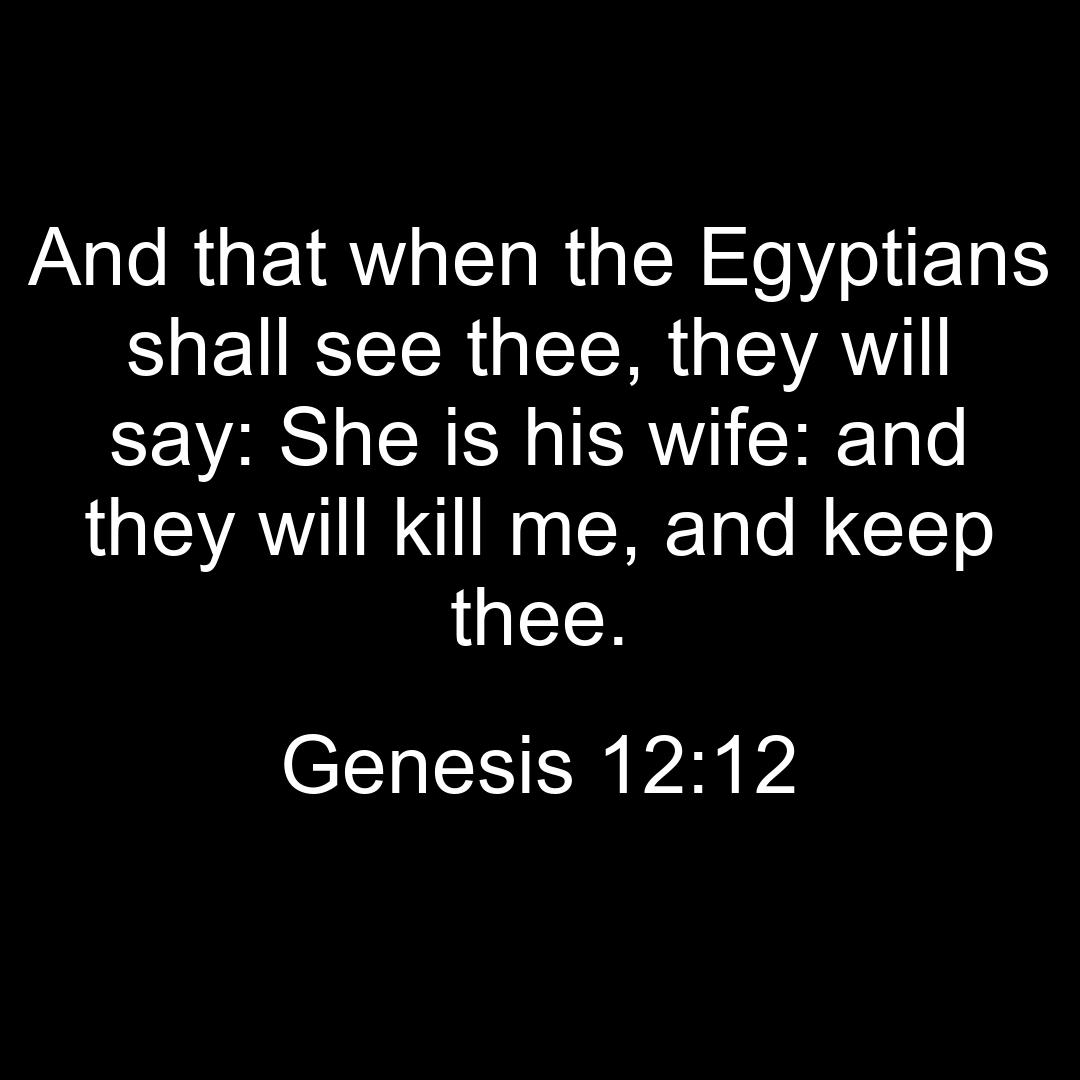 And that when the Egyptians
shall see thee, they will
say: She is his wife: and
they will kill me, and keep
thee.
Genesis 12:12